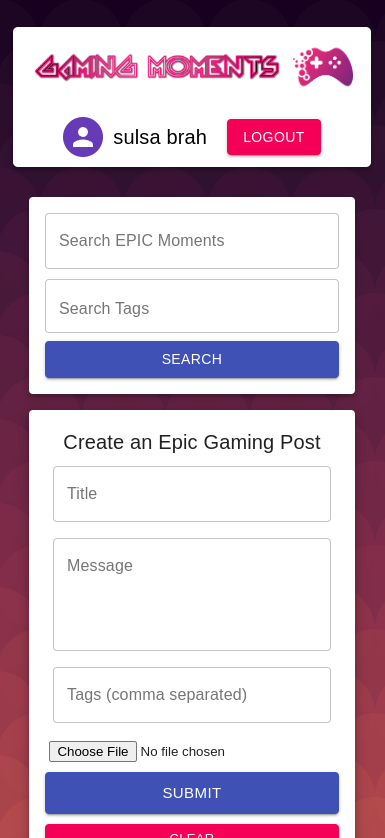 GAMING MOMENTS
sulsa brah
LOGOUT
Search EPIC Moments
Search Tags
SEARCH
Create an Epic Gaming Post
Title
Message
Tags (comma separated)
Choose File No file chosen
SUBMIT
CLEAR